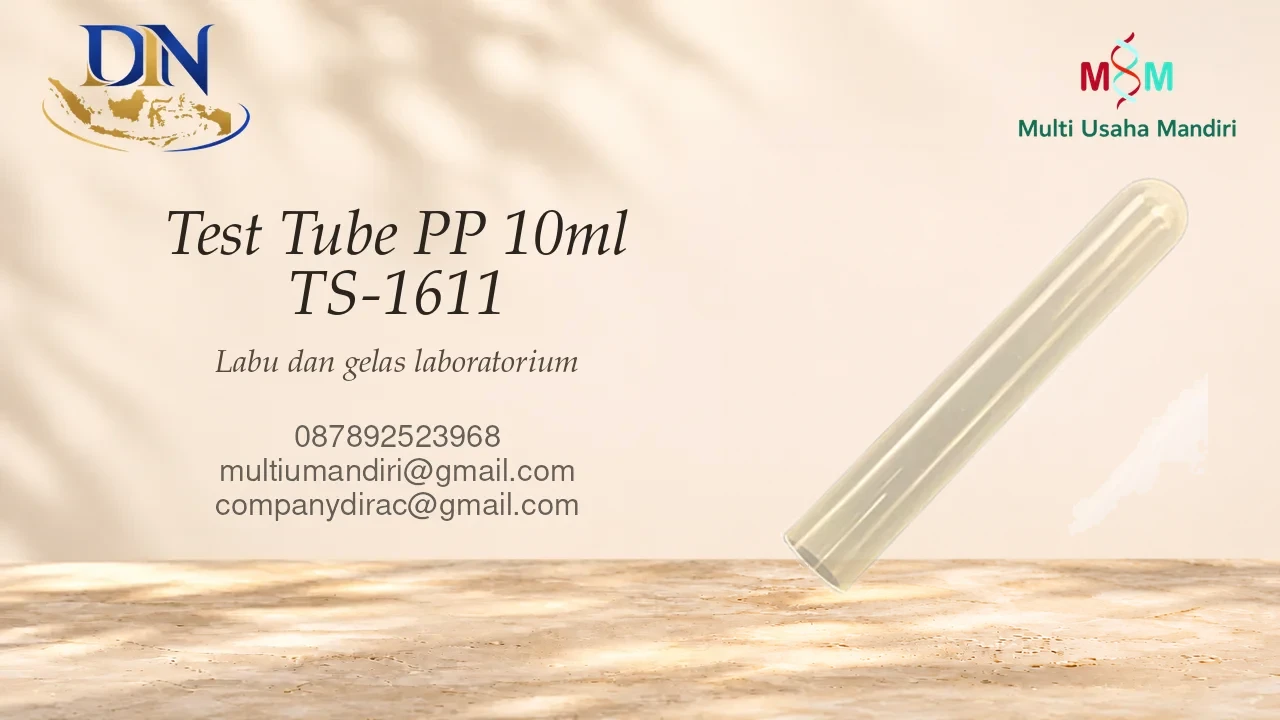 DIN
M M
Multi Usaha Mandiri
Test Tube PP 10ml
TS-1611
Labu dan gelas laboratorium
087892523968
multiumandiri@gmail.com
companydirac@gmail.com